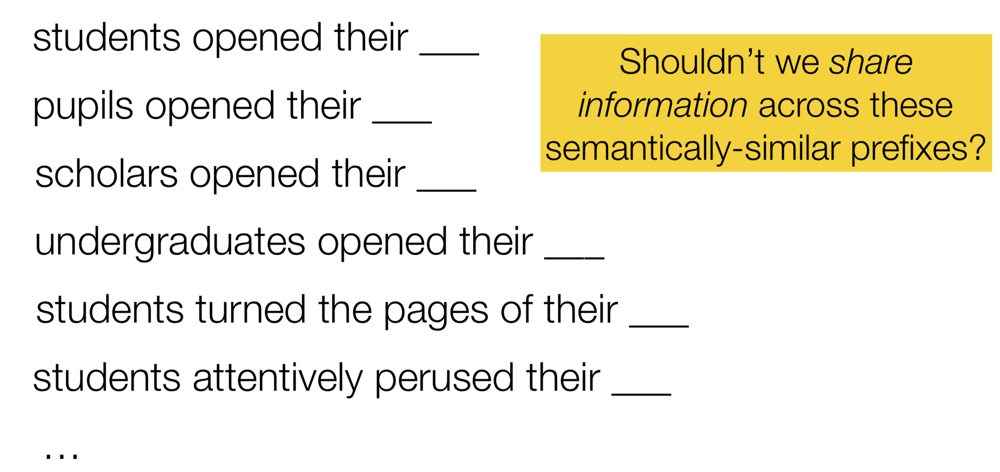 students opened their ___
pupils opened their ___
scholars opened their ___
undergraduates opened their ___
students turned the pages of their ___
students attentively perused their ___
…
Shouldn’t we share
information across these
semantically-similar prefixes?